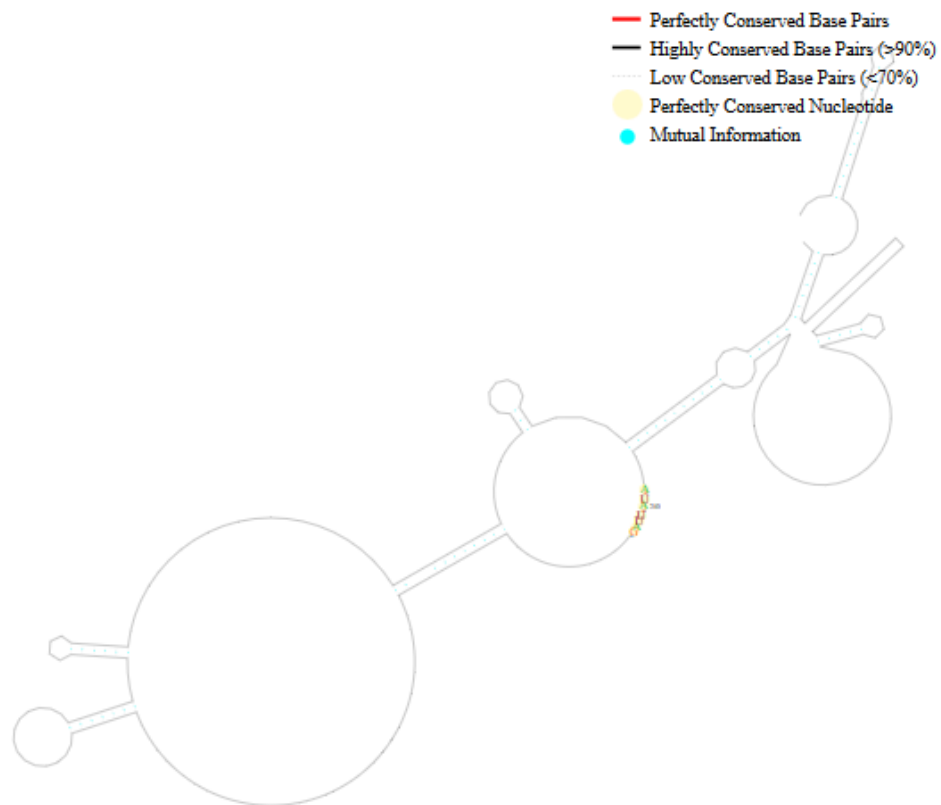 Perfectly Conserved Base Pairs
Highly Conserved Base Pairs (>90%)
Low Conserved Base Pairs (<70%)
Perfectly Conserved Nucleotide
Mutual Information